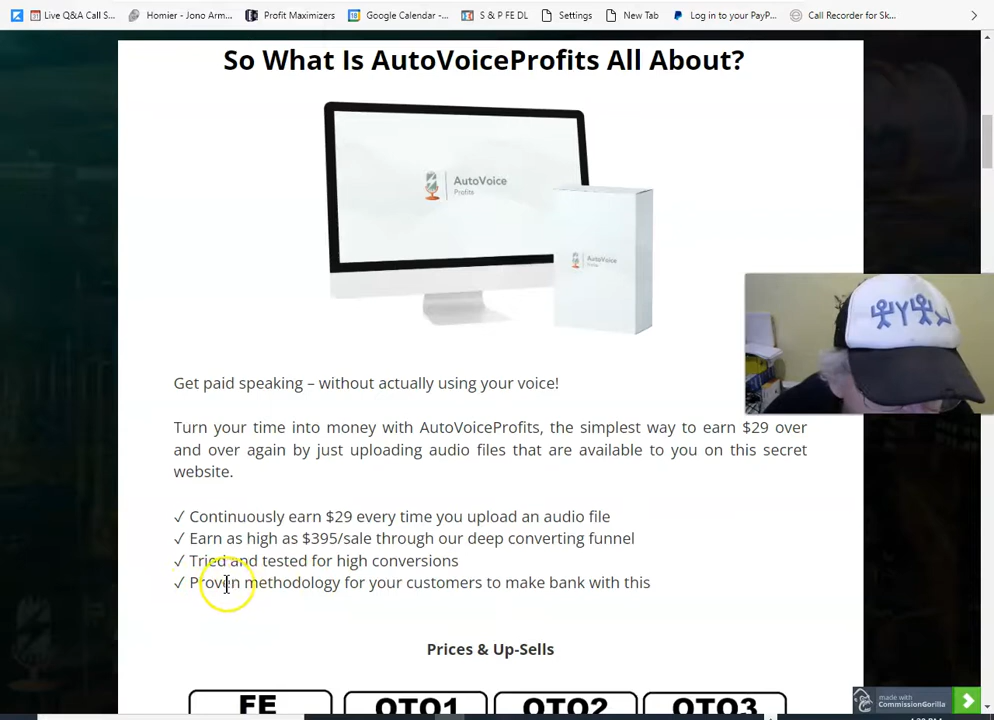 Live Q&A Call S...
Homier - Jono Arm...
Profit Maximizers
Google Calendar -...
S & P FE DL
Settings
New Tab
Log in to your PayP...
Call Recorder for Sk...
So What Is AutoVoiceProfits All About?
AutoVoice
Profits
AutoVoice
Get paid speaking – without actually using your voice!
Turn your time into money with AutoVoiceProfits, the simplest way to earn $29 over
and over again by just uploading audio files that are available to you on this secret
website.
✓ Continuously earn $29 every time you upload an audio file
✓ Earn as high as $395/sale through our deep converting funnel
✓ Tried and tested for high conversions
✓ Proven methodology for your customers to make bank with this
Prices & Up-Sells
FE
OTO1
OTO2
OTO3
made with
CommissionGorilla